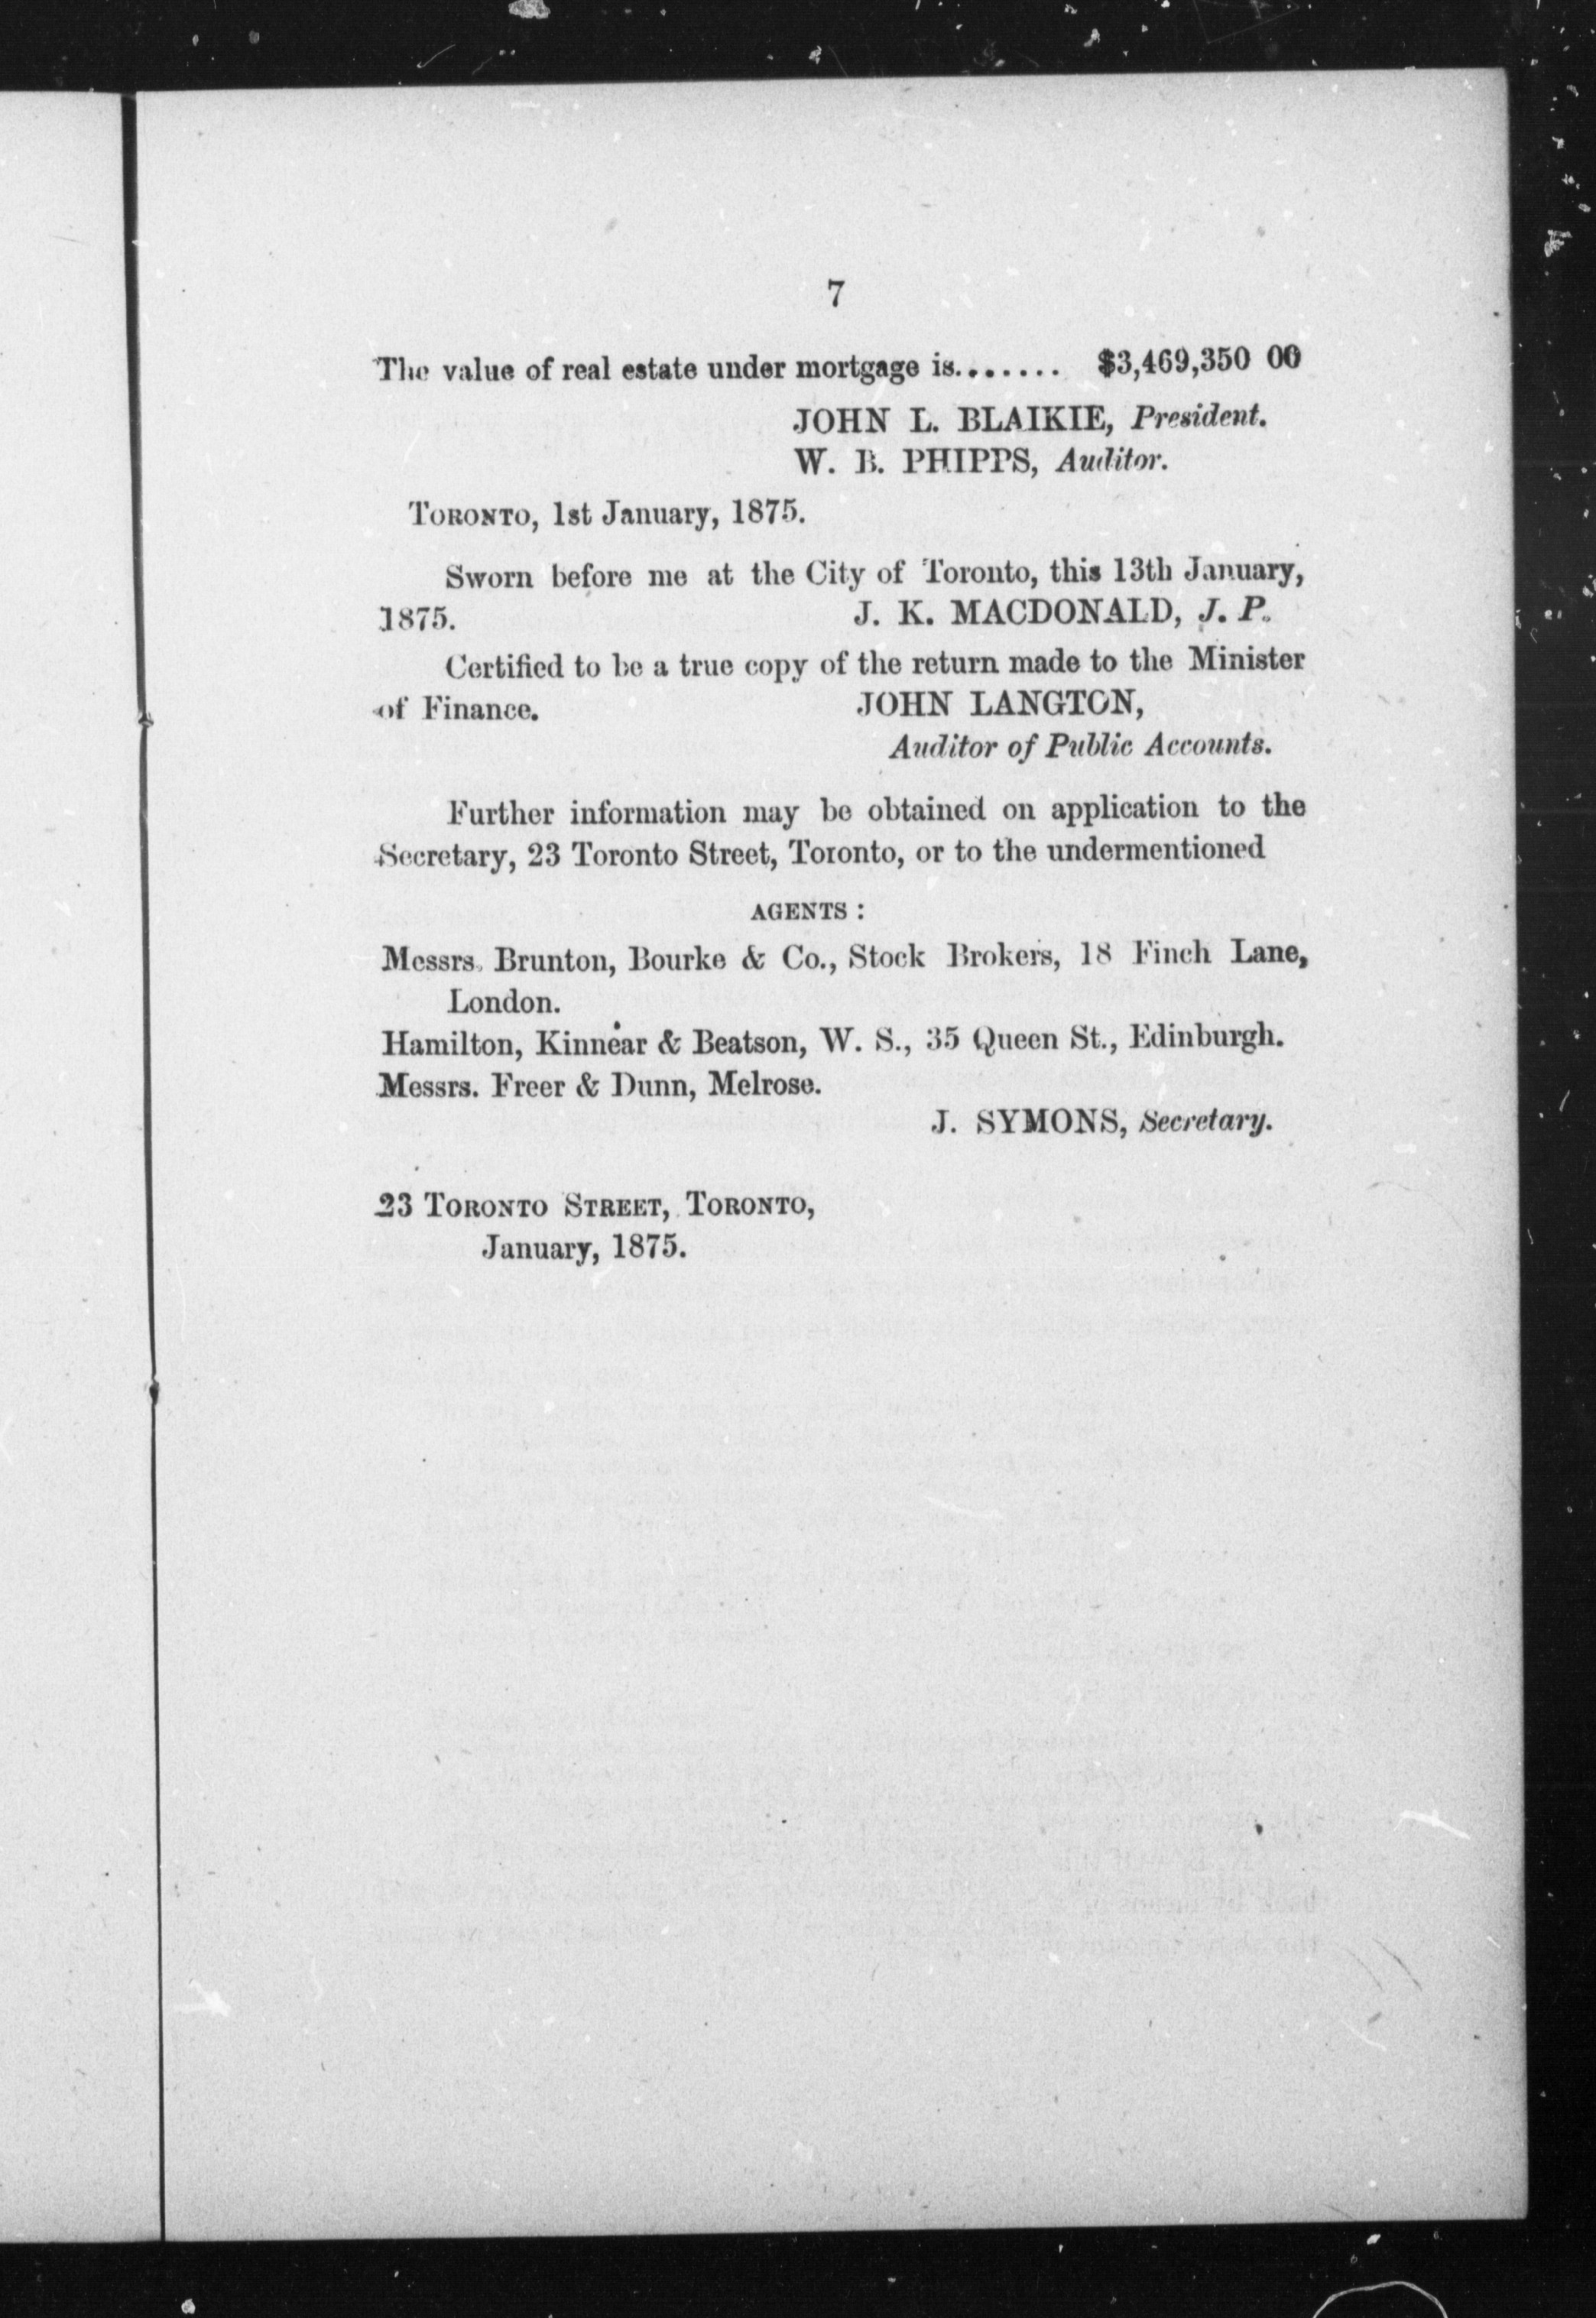 7
The value of real estate under mortgage is....... $3,469,350 00
JOHN L. BLAIKIE, President.
W. B. PHIPPS, Auditor.
TORONTO, 1st January, 1875.
Sworn before me at the City of Toronto, this 13th January,
1875. J. K. MACDONALD, J. P.
Certified to be a true copy of the return made to the Minister
of Finance. JOHN LANGTON,
Auditor of Public Accounts.
Further information may be obtained on application to the
Secretary, 23 Toronto Street, Toronto, or to the undermentioned
AGENTS :
Messrs. Brunton, Bourke & Co., Stock Brokers, 18 Finch Lane,
London.
Hamilton, Kinnear & Beatson, W. S., 35 Queen St., Edinburgh.
Messrs. Freer & Dunn, Melrose.
J. SYMONS, Secretary.
23 TORONTO STREET, TORONTO,
January, 1875.